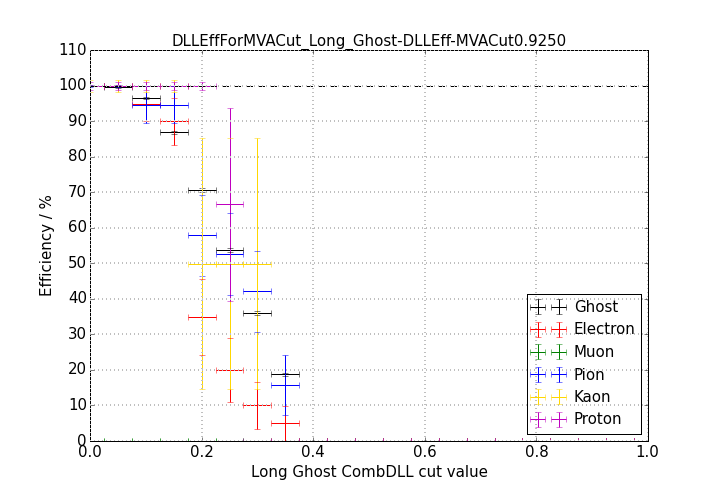 DLLEffForMVACut_Long_Ghost-DLLEff-MVACut0.9250
110
100
90
80
70
60
50
40
30
20
10
0
Efficiency / %
Ghost
Electron
Muon
Pion
Kaon
Proton
0.0 0.2 0.4 0.6 0.8 1.0
Long Ghost CombDLL cut value